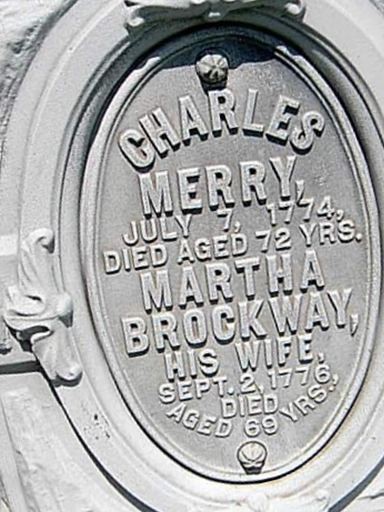 CHARLES
MERRY,
JULY 7, 1774,
DIED AGED 72 YRS.
MARTHA
BROCKWAY,
HIS WIFE,
SEPT. 2, 1776,
DIED
AGED 69 YRS.